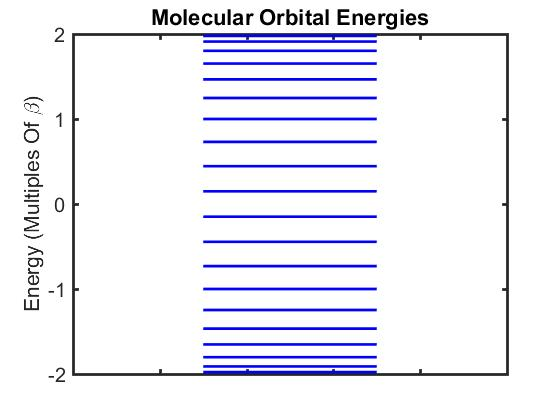 Molecular Orbital Energies
Energy (Multiples Of β)
2
1
0
-1
-2